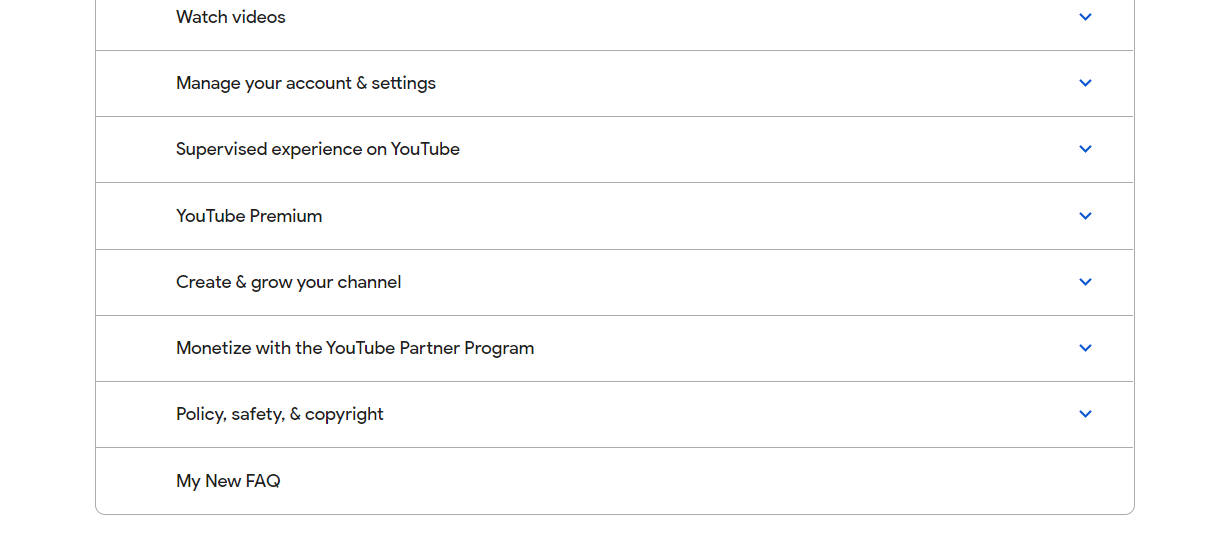 Watch videos
Manage your account & settings
Supervised experience on YouTube
YouTube Premium
Create & grow your channel
Monetize with the YouTube Partner Program
Policy, safety, & copyright
My New FAQ